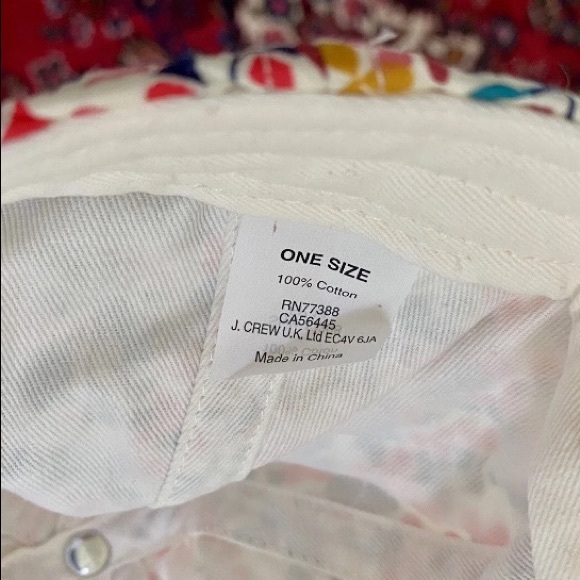 ONE SIZE
100% Cotton
RN77388
CA56445
J. CREW U.K. Ltd EC4V 6JA
Made in China